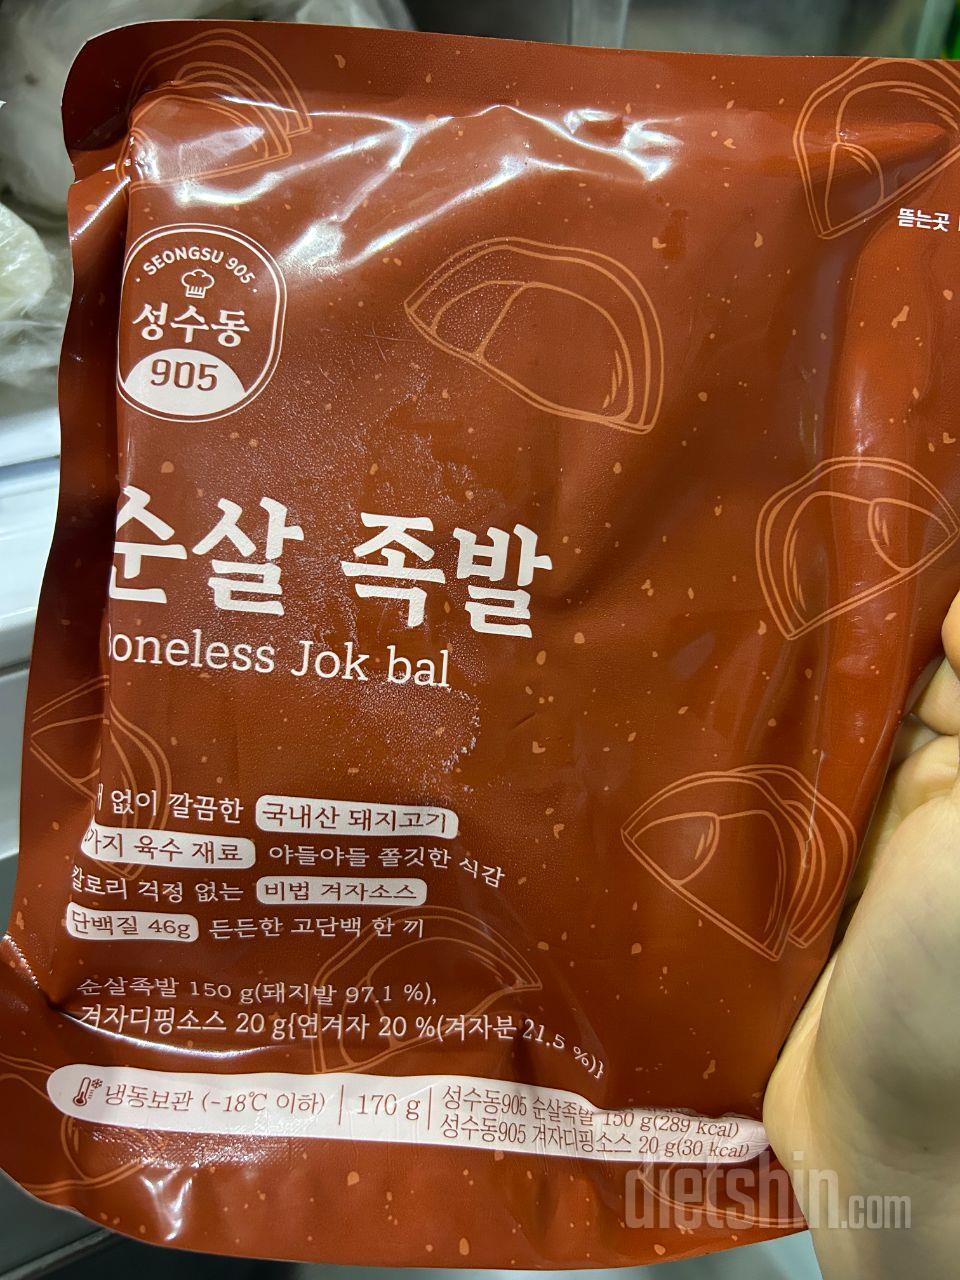 뜯는곳
SEONGSU 905
성수동
905
순살 족발
oneless Jok bal
없이 깔끔한 국내산 돼지고기
가지 육수 재료 야들야들 쫄깃한 식감
칼로리 걱정 없는 비법 겨자소스
단백질 46g 든든한 고단백 한 끼
순살족발 150 g(돼지발 97.1 %),
겨자디핑소스 20 g{연겨자 20 %(겨자분 21.5 %)}
냉동보관 (-18℃ 이하) 170 g 성수동905 순살족발 150 g(289 kcal)
성수동905 겨자디핑소스 20 g(30 kcal)
dietshin.com